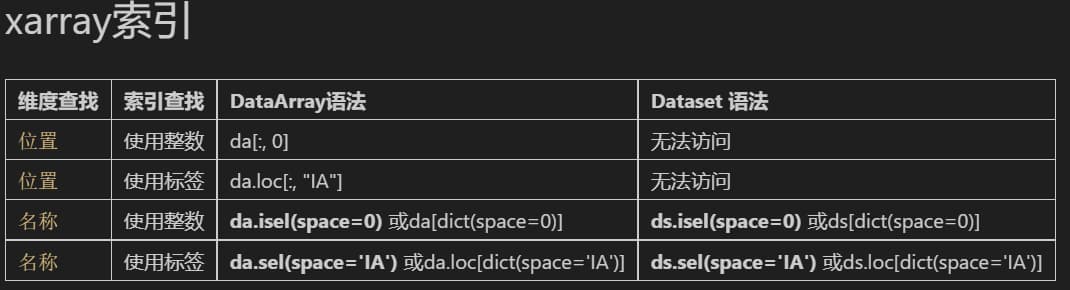 xarray索引
维度查找 索引查找 DataArray语法 Dataset 语法
位置 使用整数 da[:, 0] 无法访问
位置 使用标签 da.loc[:, "IA"] 无法访问
名称 使用整数 da.isel(space=0) 或da[dict(space=0)] ds.isel(space=0) 或ds[dict(space=0)]
名称 使用标签 da.sel(space='IA') 或da.loc[dict(space='IA')] ds.sel(space='IA') 或ds.loc[dict(space='IA')]